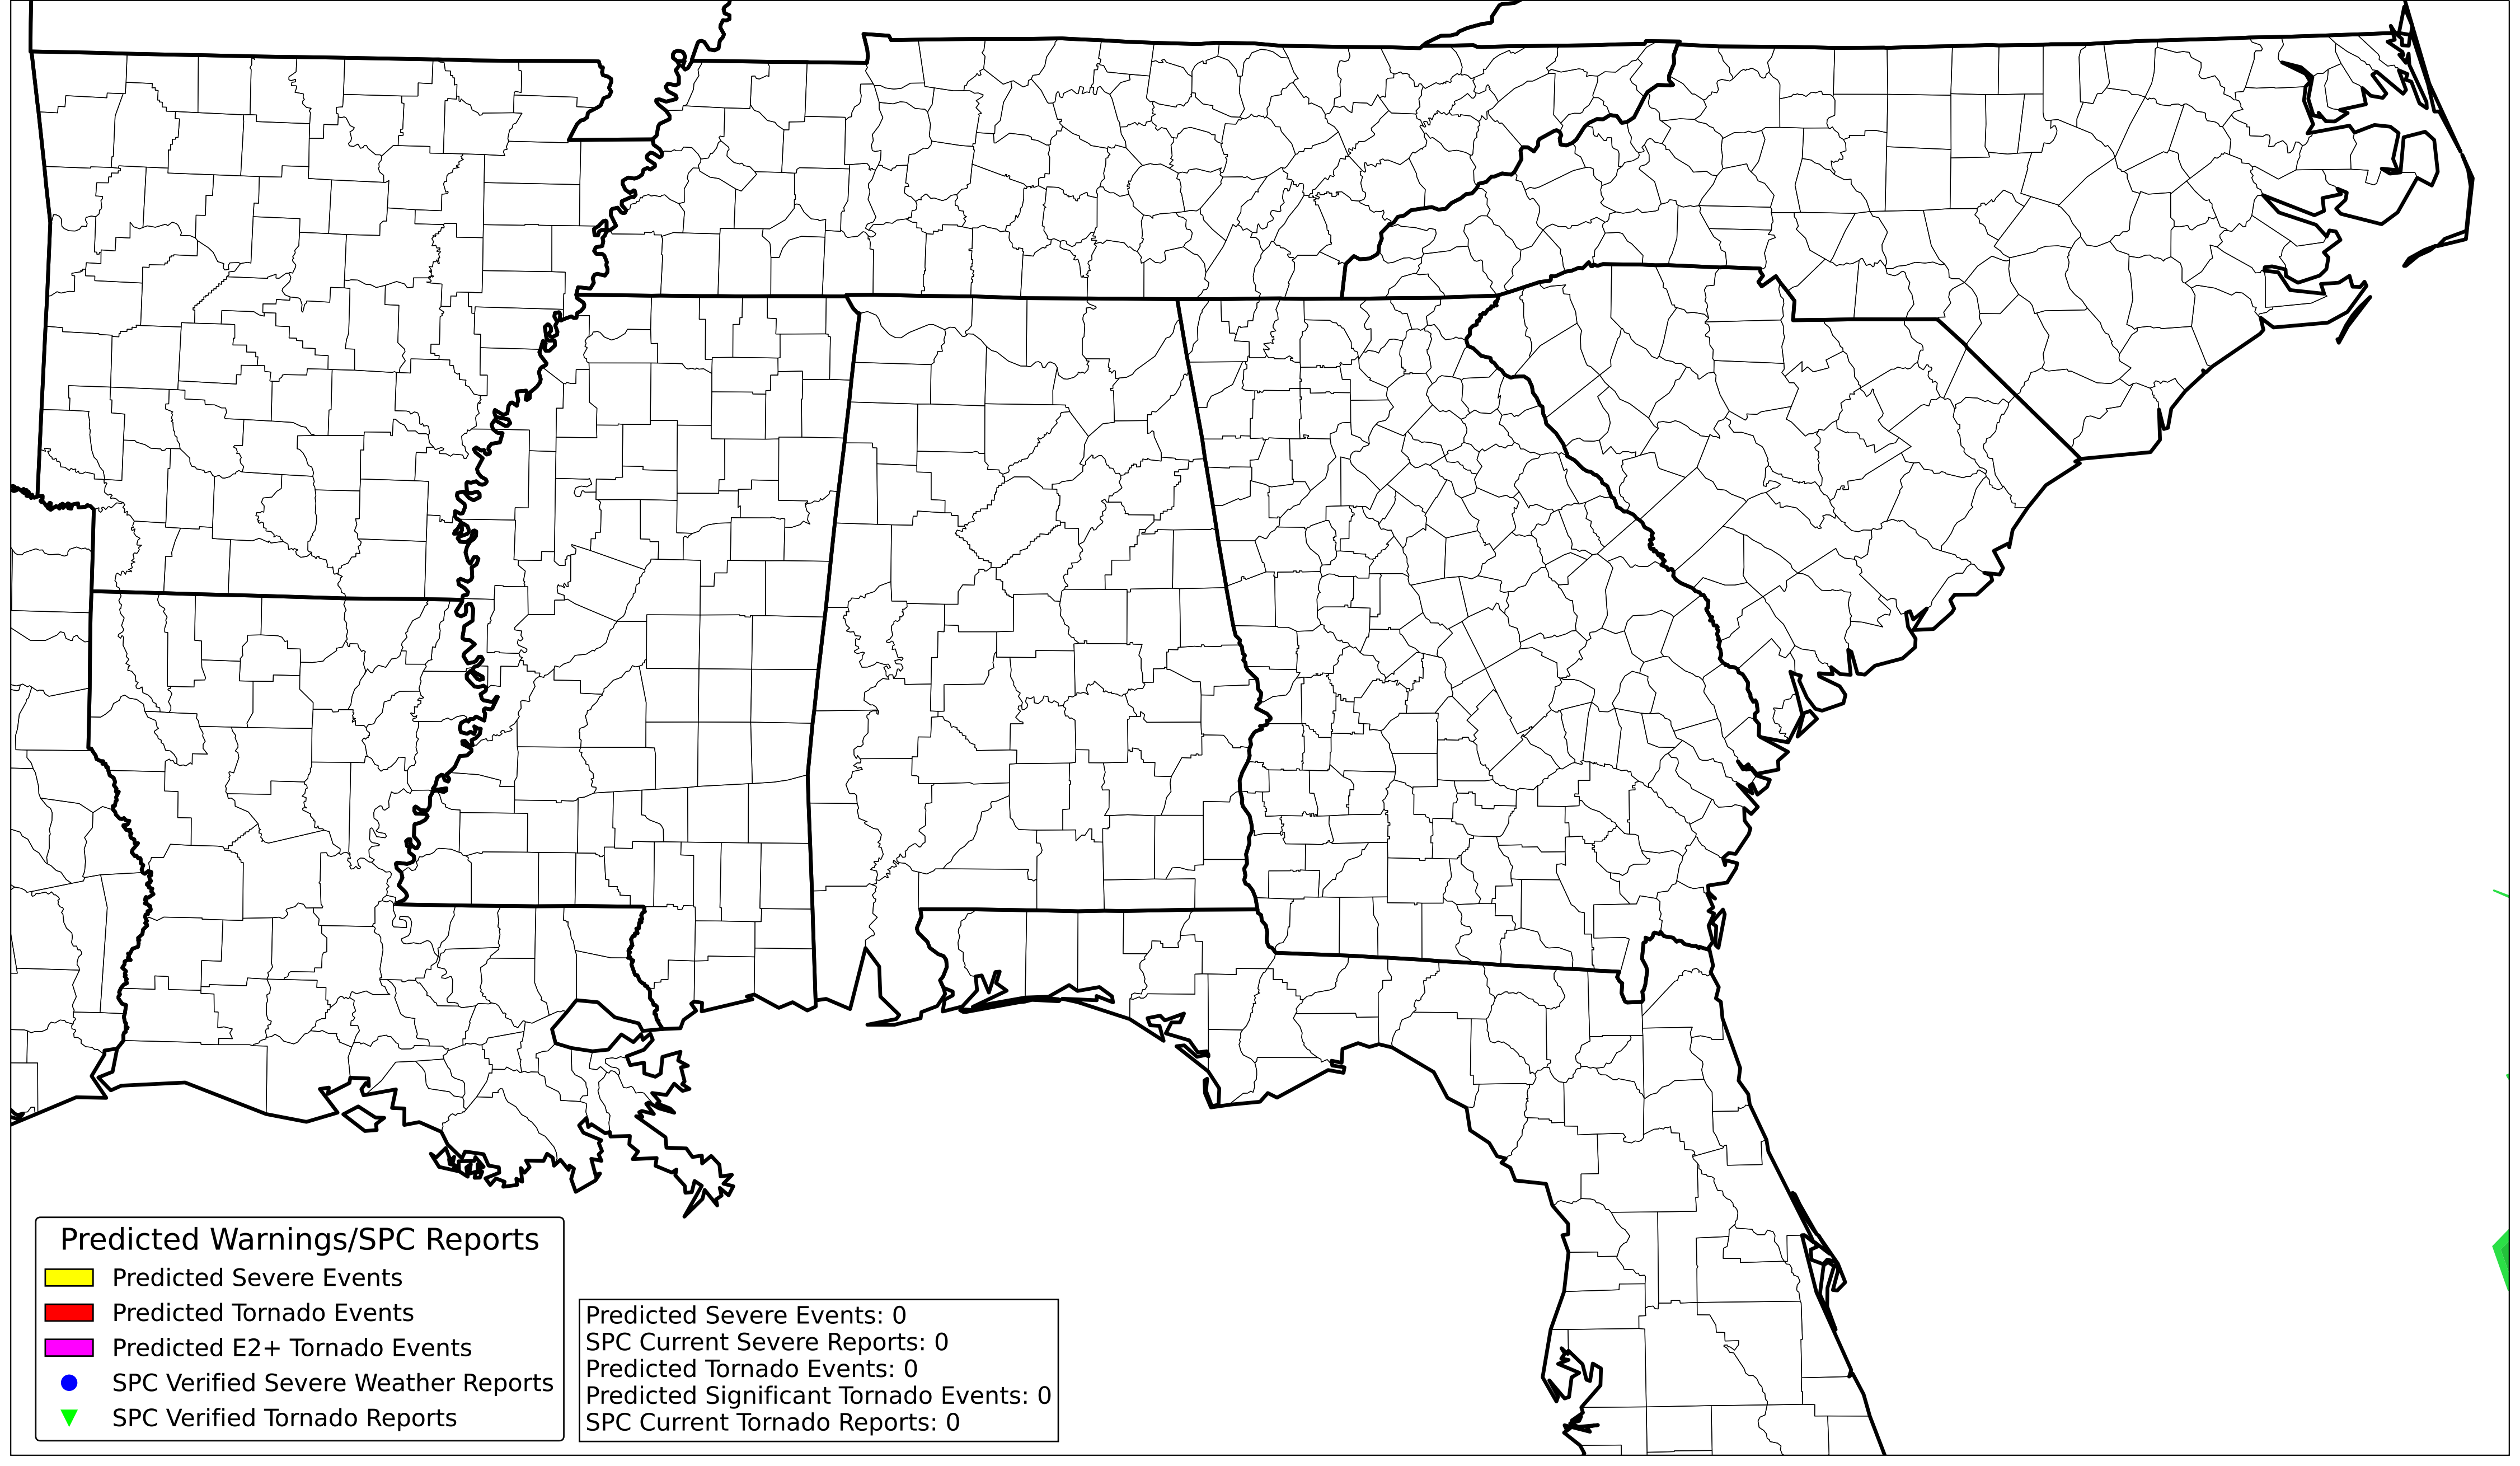 Predicted Warnings/SPC Reports
Predicted Severe Events
Predicted Tornado Events
Predicted E2+ Tornado Events
SPC Verified Severe Weather Reports
SPC Verified Tornado Reports
Predicted Severe Events: 0
SPC Current Severe Reports: 0
Predicted Tornado Events: 0
Predicted Significant Tornado Events: 0
SPC Current Tornado Reports: 0